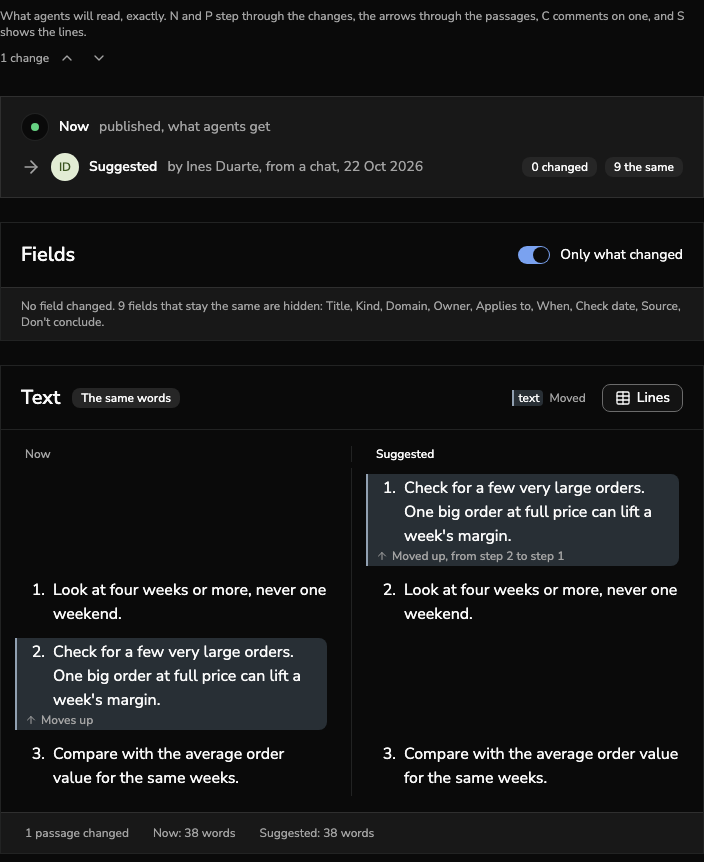 What agents will read, exactly. N and P step through the changes, the arrows through the passages, C comments on one, and S
shows the lines.
1 change
Now published, what agents get
ID Suggested by Ines Duarte, from a chat, 22 Oct 2026 0 changed 9 the same
Fields Only what changed
No field changed. 9 fields that stay the same are hidden: Title, Kind, Domain, Owner, Applies to, When, Check date, Source,
Don't conclude.
Text The same words text Moved Lines
Now
Suggested
1. Check for a few very large orders.
One big order at full price can lift a
week's margin.
↑ Moved up, from step 2 to step 1
1. Look at four weeks or more, never one
weekend.
2. Look at four weeks or more, never one
weekend.
2. Check for a few very large orders.
One big order at full price can lift a
week's margin.
↑ Moves up
3. Compare with the average order
value for the same weeks.
3. Compare with the average order value
for the same weeks.
1 passage changed Now: 38 words Suggested: 38 words